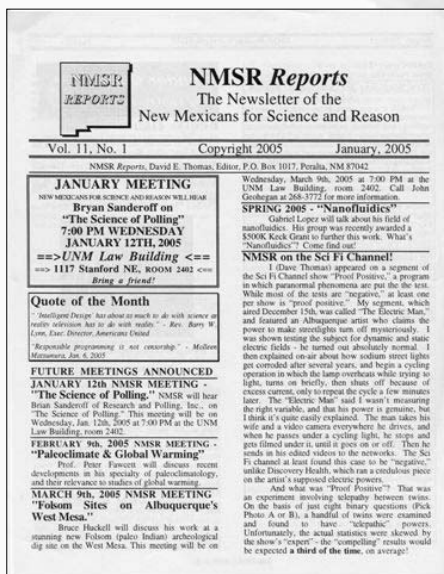 NMSR
REPORTS
NMSR Reports
The Newsletter of the
New Mexicans for Science and Reason
Vol. 11, No. 1 Copyright 2005 January, 2005
NMSR Reports, David E. Thomas, Editor, P.O. Box 1017, Peralta, NM 87042
JANUARY MEETING
NEW MEXICANS FOR SCIENCE AND REASON WILL HEAR
Bryan Sanderoff on
"The Science of Polling"
7:00 PM WEDNESDAY
JANUARY 12TH, 2005
==>UNM Law Building <==
==> 1117 Stanford NE, ROOM 2402 <==
Bring a friend!
Quote of the Month
"'Intelligent Design' has about as much to do with science as
reality television has to do with reality." - Rev. Barry W.
Lynn, Exec. Director, Americans United
"Responsible programming is not censorship." - Molleen
Matsumura, Jan. 6, 2005
FUTURE MEETINGS ANNOUNCED
JANUARY 12th NMSR MEETING -
"The Science of Polling." NMSR will hear
Brian Sanderoff of Research and Polling, Inc., on
"The Science of Polling." This meeting will be on
Wednesday, Jan. 12th, 2005 at 7:00 PM at the UNM
Law Building, room 2402.
FEBRUARY 9th, 2005 NMSR MEETING -
"Paleoclimate & Global Warming"
Prof. Peter Fawcett will discuss recent
developments in his specialty of paleoclimatology,
and their relevance to studies of global warming.
MARCH 9th, 2005 NMSR MEETING
"Folsom Sites on Albuquerque's
West Mesa."
Bruce Huckell will discuss his work at a
stunning new Folsom (paleo Indian) archeological
dig site on the West Mesa. This meeting will be on
Wednesday, March 9th, 2005 at 7:00 PM at the
UNM Law Building, room 2402. Call John
Geohegan at 268-3772 for more information.
SPRING 2005 - "Nanofluidics"
Gabriel Lopez will talk about his field of
nanofluidics. His group was recently awarded a
$500K Keck Grant to further this work. What's
"Nanofluidics"? Come find out!
NMSR on the Sci Fi Channel!
I (Dave Thomas) appeared on a segment of
the Sci Fi Channel show "Proof Positive," a program
in which paranormal phenomena are put the the test.
While most of the tests are "negative," at least one
per show is "proof positive." My segment, which
aired December 15th, was called "The Electric Man,"
and featured an Albuquerque artist who claims the
power to make streetlights turn off mysteriously. I
was shown testing the subject for dynamic and static
electric fields - he turned out absolutely normal. I
then explained on-air about how sodium street lights
get corroded after several years, and begin a cycling
operation in which the lamp overheats while trying to
light, turns on briefly, then shuts off because of
excess current, only to repeat the cycle a few minutes
later. The "Electric Man" said I wasn't measuring
the right variable, and that his power is genuine, but
I think it's quite easily explained. The man takes his
wife and a video camera everywhere he drives, and
when he passes under a cycling light, he stops and
gets filmed under it, until it goes on or off. Then he
sends in his edited videos to the networks. The Sci
Fi channel at least found this case to be "negative,"
unlike Discovery Health, which ran a credulous piece
on the artist's supposed electric powers.
And what was "Proof Positive"? That was
an experiment involving telepathy between twins.
On the basis of just eight binary questions (Pick
Photo A or B), a handful of twins were examined
and found to have "telepathic" powers.
Unfortunately, the actual statistics were skewed by
the show's "expert" - the "compelling" results would
be expected a third of the time, on average!